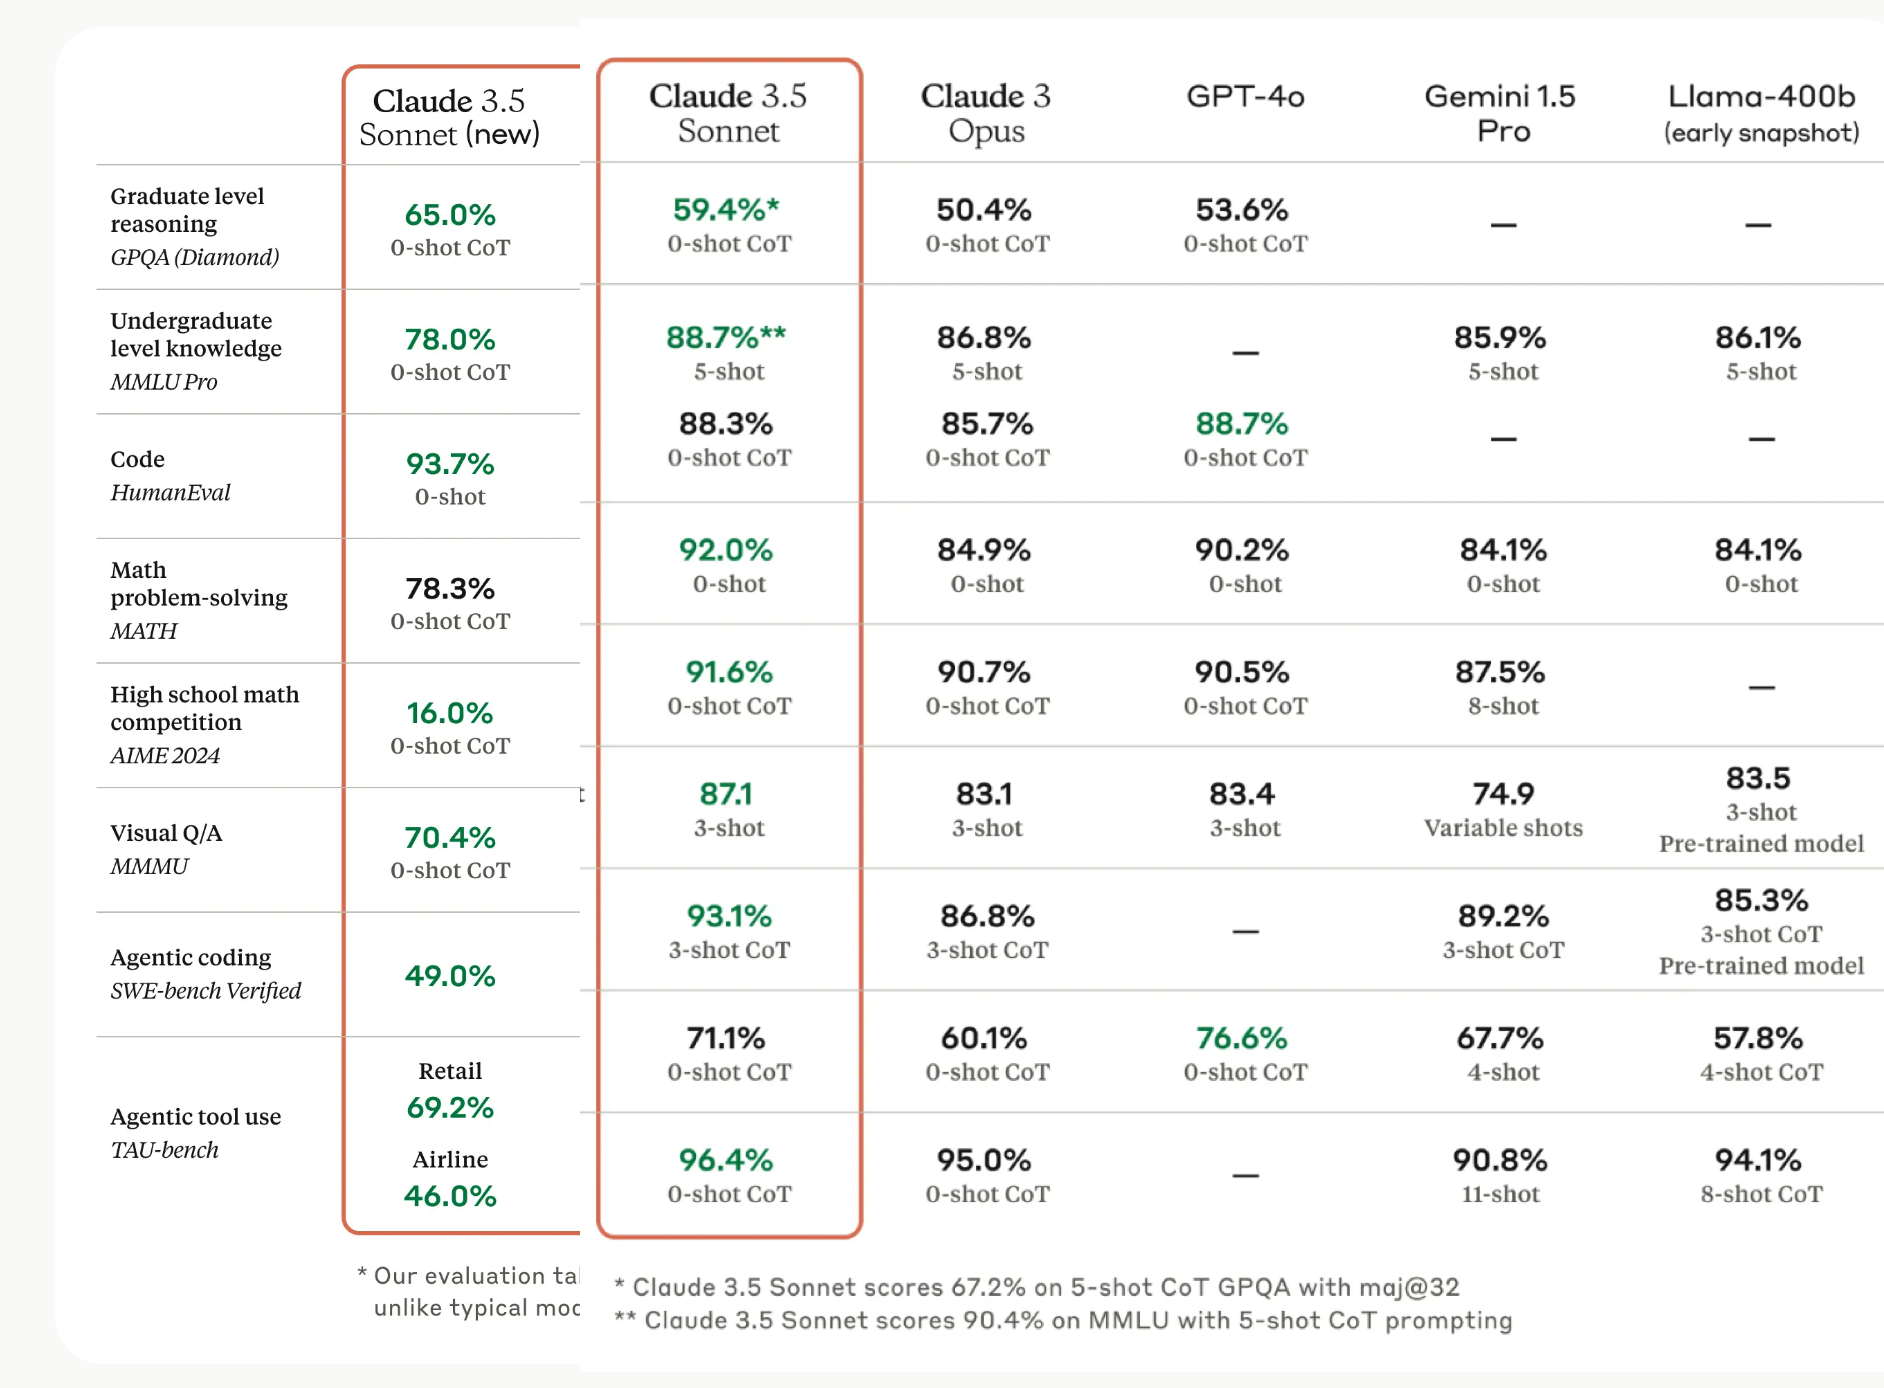 Claude 3.5
Sonnet (new)
Claude 3.5
Sonnet
Claude 3
Opus
GPT-4o
Gemini 1.5
Pro
Llama-400b
(early snapshot)
Graduate level
reasoning
GPQA (Diamond)
65.0%
0-shot CoT
59.4%*
0-shot CoT
50.4%
0-shot CoT
53.6%
0-shot CoT
—
—
Undergraduate
level knowledge
MMLU Pro
78.0%
0-shot CoT
88.7%**
5-shot
86.8%
5-shot
—
85.9%
5-shot
86.1%
5-shot
88.3%
0-shot CoT
85.7%
0-shot CoT
88.7%
0-shot CoT
—
—
Code
HumanEval
93.7%
0-shot
92.0%
0-shot
84.9%
0-shot
90.2%
0-shot
84.1%
0-shot
84.1%
0-shot
Math
problem-solving
MATH
78.3%
0-shot CoT
91.6%
0-shot CoT
90.7%
0-shot CoT
90.5%
0-shot CoT
87.5%
8-shot
—
High school math
competition
AIME 2024
16.0%
0-shot CoT
t
87.1
3-shot
83.1
3-shot
83.4
3-shot
74.9
Variable shots
83.5
3-shot
Pre-trained model
Visual Q/A
MMMU
70.4%
0-shot CoT
93.1%
3-shot CoT
86.8%
3-shot CoT
—
89.2%
3-shot CoT
85.3%
3-shot CoT
Pre-trained model
Agentic coding
SWE-bench Verified
49.0%
71.1%
0-shot CoT
60.1%
0-shot CoT
76.6%
0-shot CoT
67.7%
4-shot
57.8%
4-shot CoT
Agentic tool use
TAU-bench
Retail
69.2%
Airline
46.0%
96.4%
0-shot CoT
95.0%
0-shot CoT
—
90.8%
11-shot
94.1%
8-shot CoT
* Our evaluation ta
unlike typical mo
* Claude 3.5 Sonnet scores 67.2% on 5-shot CoT GPQA with maj@32
** Claude 3.5 Sonnet scores 90.4% on MMLU with 5-shot CoT prompting